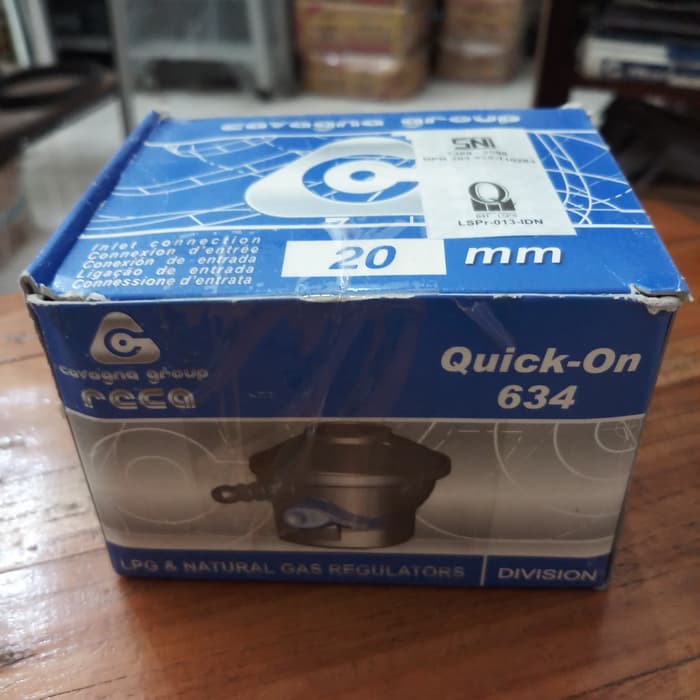 cavagna group
SNI
LSPr-013-IDN
Inlet connection
Connexion d'entrée
Conexión de entrada
Ligação de entrada
Connessione d'entrata
20 mm
cavagna group
reca
Quick-On
634
LPG & NATURAL GAS REGULATORS DIVISION